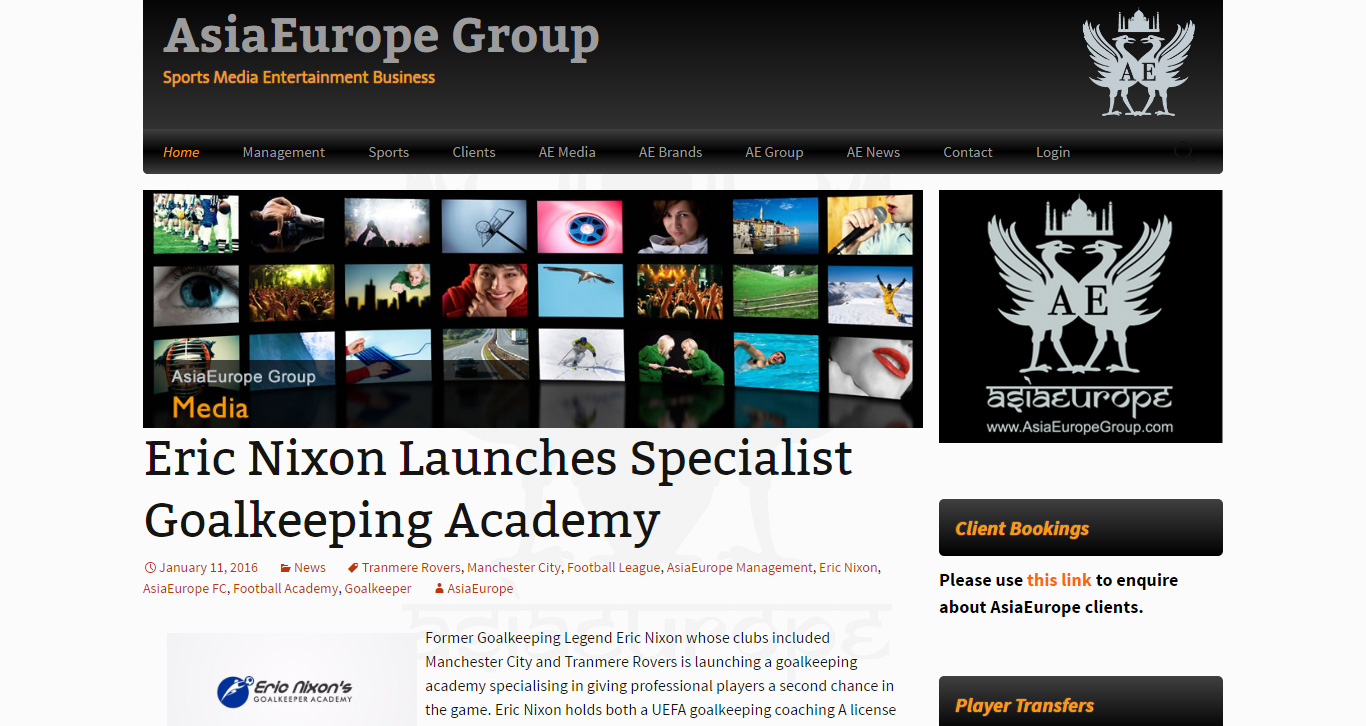 AsiaEurope Group
Sports Media Entertainment Business
AE
Home Management Sports Clients AE Media AE Brands AE Group AE News Contact Login
AsiaEurope Group
Media
AE
asiaeurope
www.AsiaEuropeGroup.com
Eric Nixon Launches Specialist
Goalkeeping Academy
January 11, 2016 News Tranmere Rovers, Manchester City, Football League, AsiaEurope Management, Eric Nixon,
AsiaEurope FC, Football Academy, Goalkeeper AsiaEurope
asiaeurope
Eric Nixon's
GOALKEEPER ACADEMY
Former Goalkeeping Legend Eric Nixon whose clubs included
Manchester City and Tranmere Rovers is launching a goalkeeping
academy specialising in giving professional players a second chance in
the game. Eric Nixon holds both a UEFA goalkeeping coaching A license
Client Bookings
Please use this link to enquire
about AsiaEurope clients.
Player Transfers